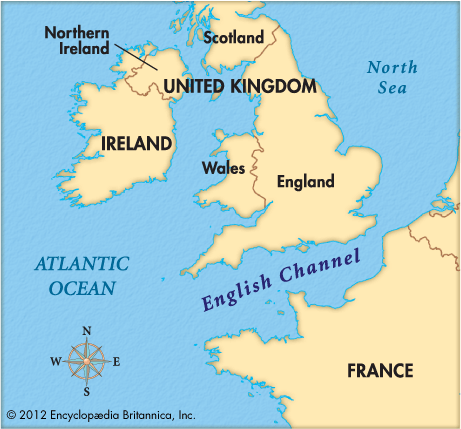 Northern
Ireland
Scotland
North
Sea
UNITED KINGDOM
IRELAND
Wales
England
ATLANTIC
OCEAN
English Channel
N
W E
S
FRANCE
© 2012 Encyclopædia Britannica, Inc.